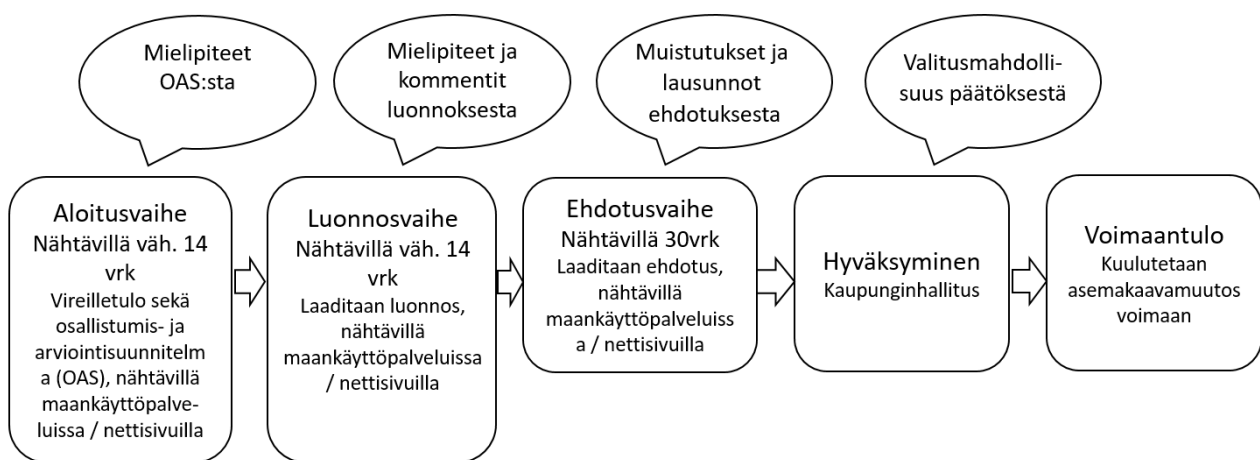 Mielipiteet
OAS:sta
Mielipiteet ja
kommentit
luonnoksesta
Muistutukset ja
lausunnot
ehdotuksesta
Valitusmahdolli-
suus päätöksestä
Aloitusvaihe
Nähtävillä väh. 14
vrk
Vireilletulo sekä
osallistumis- ja
arviointisuunnitelm
a (OAS), nähtävillä
maankäyttöpalve-
luissa / nettisivuilla
Luonnosvaihe
Nähtävillä väh. 14
vrk
Laaditaan luonnos,
nähtävillä
maankäyttöpalveluissa
/ nettisivuilla
Ehdotusvaihe
Nähtävillä 30vrk
Laaditaan ehdotus,
nähtävillä
maankäyttöpalveluiss
a / nettisivuilla
Hyväksyminen
Kaupunginhallitus
Voimaantulo
Kuulutetaan
asemakaavamuutos
voimaan